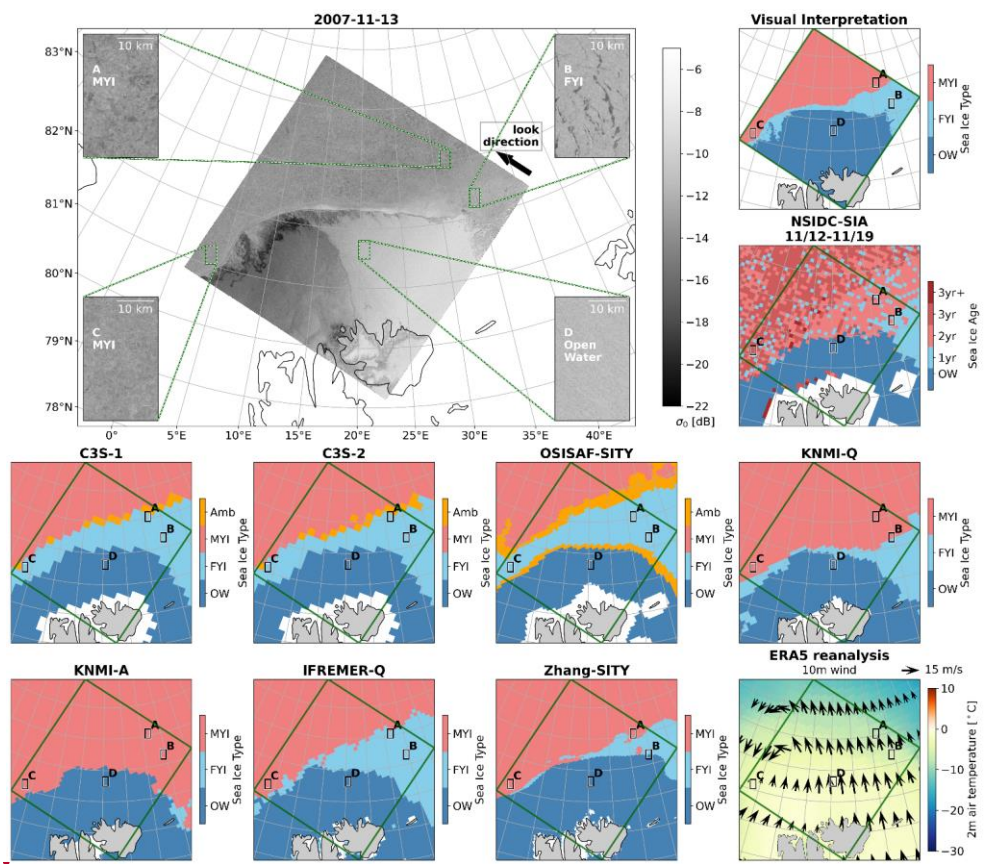 2007-11-13
83°N
82°N
81°N
80°N
79°N
78°N
0°
5°E
10°E
15°E
20°E
25°E
30°E
35°E
40°E
10 km
A
MYI
10 km
B
FYI
look
direction
10 km
C
MYI
10 km
D
Open
Water
−6
−8
−10
−12
−14
−16
−18
−20
−22
σ₀ [dB]
Visual Interpretation
A
B
C
D
MYI
FYI
OW
Sea Ice Type
NSIDC-SIA
11/12-11/19
A
B
C
D
3yr+
3yr
2yr
1yr
OW
Sea Ice Age
C3S-1
A
B
C
D
Amb
MYI
FYI
OW
Sea Ice Type
C3S-2
A
B
C
D
Amb
MYI
FYI
OW
Sea Ice Type
OSISAF-SITY
A
B
C
D
Amb
MYI
FYI
OW
Sea Ice Type
KNMI-Q
A
B
C
D
MYI
FYI
OW
Sea Ice Type
KNMI-A
A
B
C
D
MYI
FYI
OW
Sea Ice Type
IFREMER-Q
A
B
C
D
MYI
FYI
OW
Sea Ice Type
Zhang-SITY
A
B
C
D
MYI
FYI
OW
Sea Ice Type
ERA5 reanalysis
10m wind
15 m/s
A
B
C
D
10
0
−10
−20
−30
2m air temperature [°C]